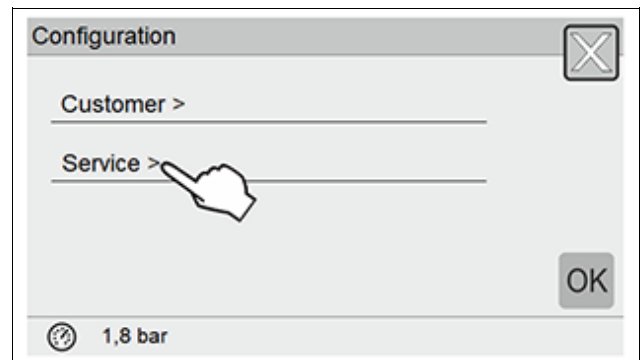 Configuration
X
Customer >
Service >
OK
1,8 bar